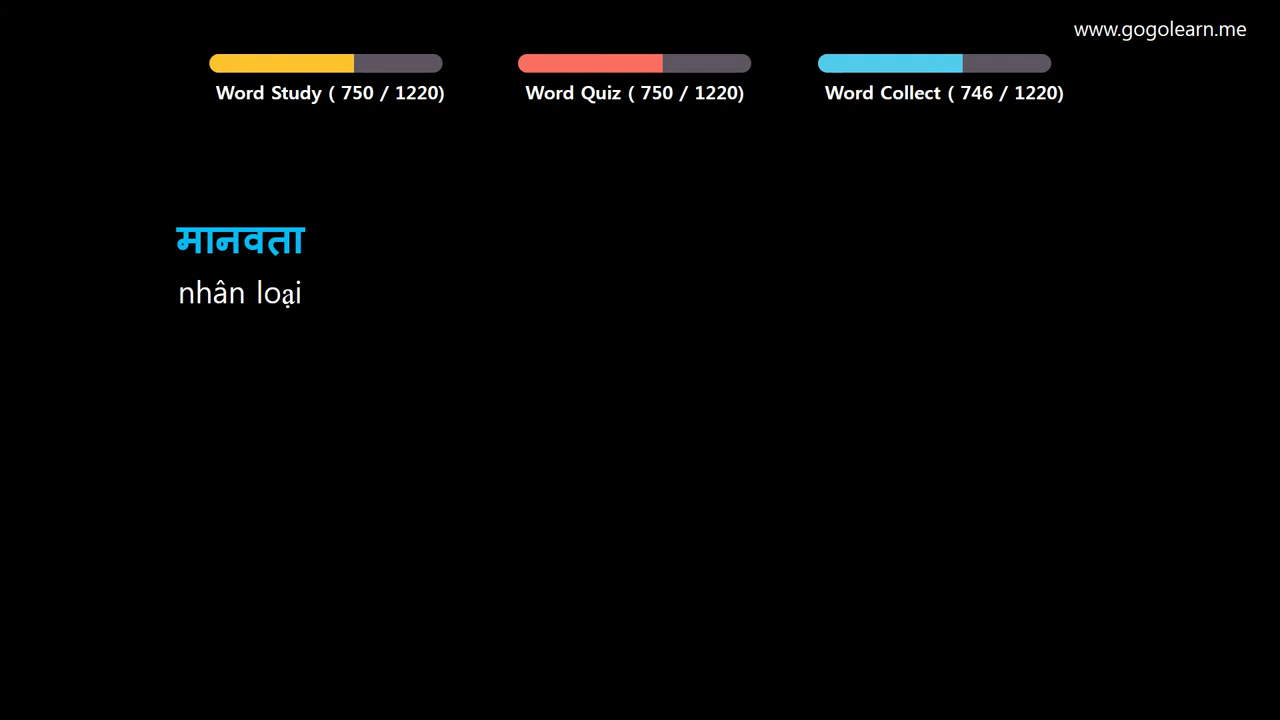 www.gogolearn.me
Word Study ( 750 / 1220)
Word Quiz ( 750 / 1220)
Word Collect ( 746 / 1220)
मानवता
nhân loại